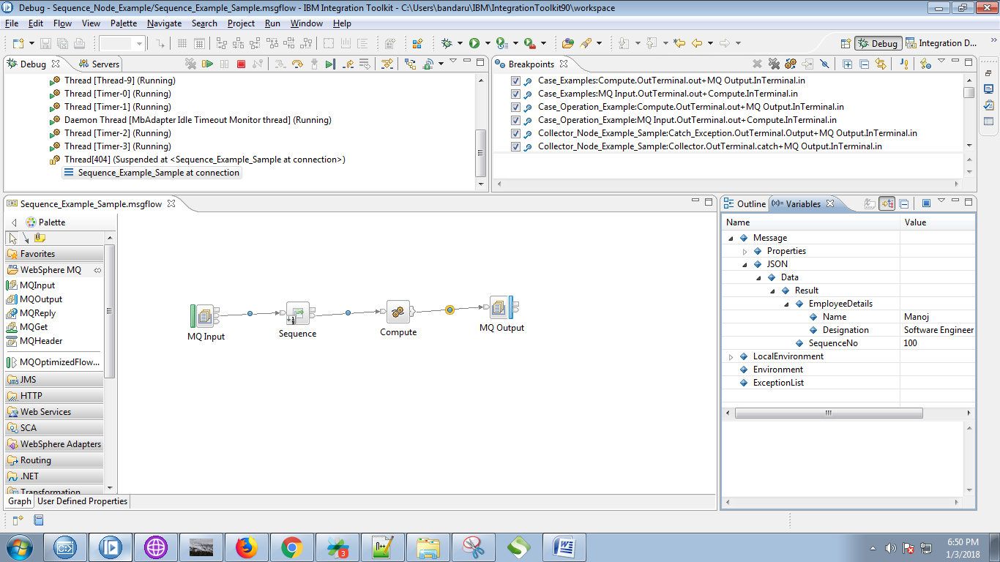 Debug - Sequence_Node_Example/Sequence_Example_Sample.msgflow - IBM Integration Toolkit - C:\Users\bandaru\IBM\IntegrationToolkit90\workspace
File Edit Flow View Palette Navigate Search Project Run Window Help
Debug Integration D... »
Debug Servers
Thread [Thread-9] (Running)
Thread [Timer-0] (Running)
Thread [Timer-1] (Running)
Daemon Thread [MbAdapter Idle Timeout Monitor thread] (Running)
Thread [Timer-2] (Running)
Thread [Timer-3] (Running)
Thread[404] (Suspended at <Sequence_Example_Sample at connection>)
Sequence_Example_Sample at connection
Breakpoints
Case_Examples:Compute.OutTerminal.out+MQ Output.InTerminal.in
Case_Examples:MQ Input.OutTerminal.out+Compute.InTerminal.in
Case_Operation_Example:Compute.OutTerminal.out+MQ Output.InTerminal.in
Case_Operation_Example:MQ Input.OutTerminal.out+Compute.InTerminal.in
Collector_Node_Example_Sample:Catch_Exception.OutTerminal.Output+MQ Output.InTerminal.in
Collector_Node_Example_Sample:Collector.OutTerminal.catch+MQ Output.InTerminal.in
Sequence_Example_Sample.msgflow
Palette
Favorites
WebSphere MQ
MQInput
MQOutput
MQReply
MQGet
MQHeader
MQOptimizedFlow...
JMS
HTTP
Web Services
SCA
WebSphere Adapters
Routing
.NET
Transformation
MQ Input
Sequence
Compute
MQ Output
Graph User Defined Properties
Outline (x)= Variables
Name Value
Message
Properties
JSON
Data
Result
EmployeeDetails
Name Manoj
Designation Software Engineer
SequenceNo 100
LocalEnvironment
Environment
ExceptionList
3
6:50 PM
1/3/2018